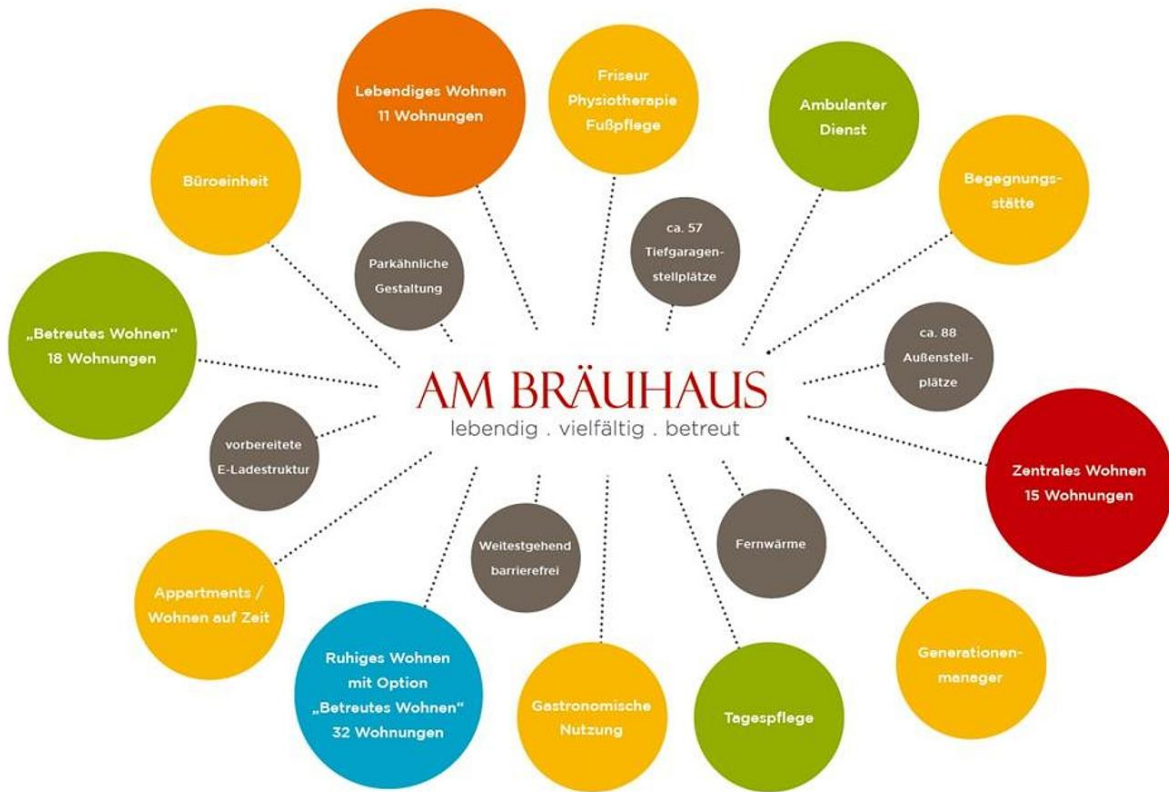 Lebendiges Wohnen
11 Wohnungen
Friseur
Physiotherapie
Fußpflege
Ambulanter
Dienst
Büroeinheit
Begegnungs-
stätte
Parkähnliche
Gestaltung
ca. 57
Tiefgaragen-
stellplätze
„Betreutes Wohnen“
18 Wohnungen
ca. 88
Außenstell-
plätze
AM BRÄUHAUS
lebendig . vielfältig . betreut
vorbereitete
E-Ladestruktur
Zentrales Wohnen
15 Wohnungen
Weitestgehend
barrierefrei
Fernwärme
Appartments /
Wohnen auf Zeit
Ruhiges Wohnen
mit Option
„Betreutes Wohnen“
32 Wohnungen
Gastronomische
Nutzung
Tagespflege
Generationen-
manager